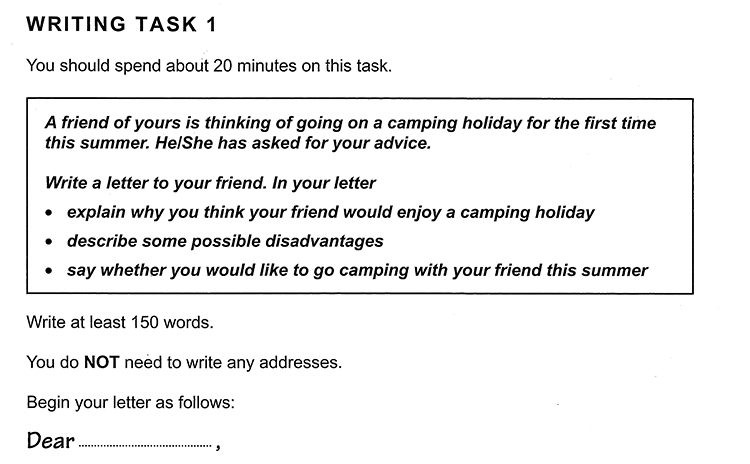 WRITING TASK 1
You should spend about 20 minutes on this task.
A friend of yours is thinking of going on a camping holiday for the first time
this summer. He/She has asked for your advice.
Write a letter to your friend. In your letter
• explain why you think your friend would enjoy a camping holiday
• describe some possible disadvantages
• say whether you would like to go camping with your friend this summer
Write at least 150 words.
You do NOT need to write any addresses.
Begin your letter as follows:
Dear ........................................ ,